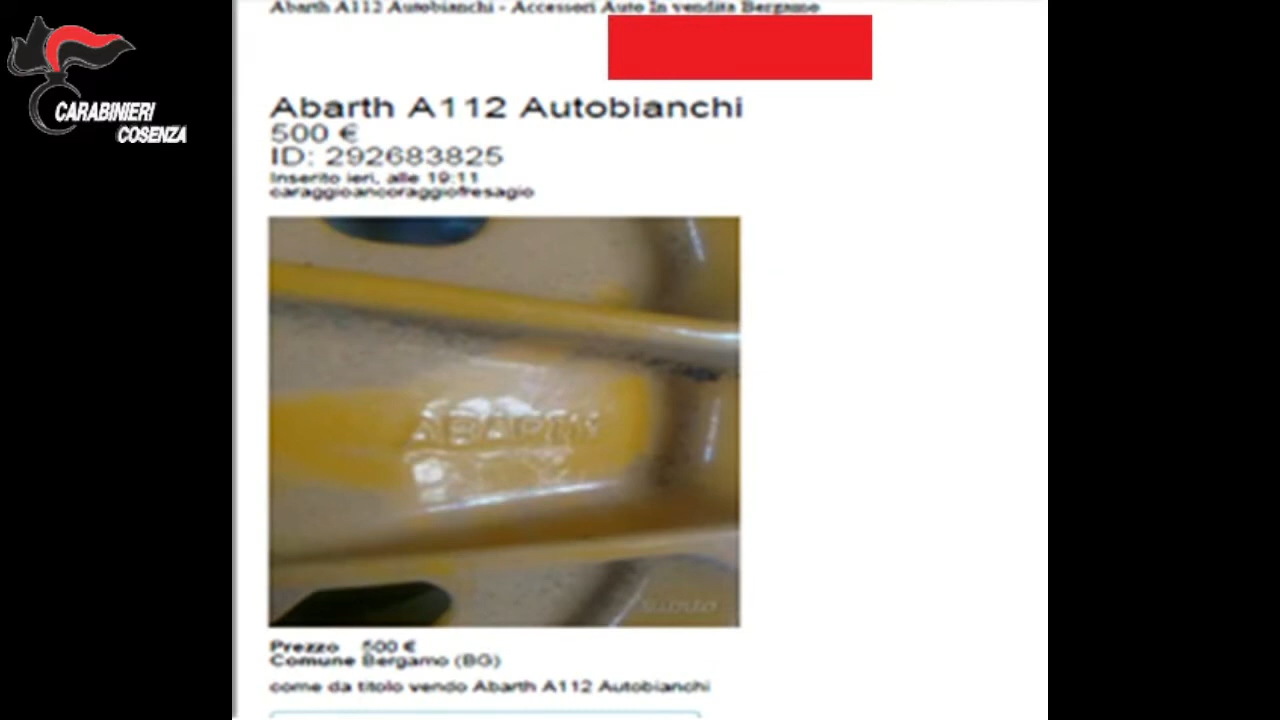 Abarth A112 Autobianchi - Accessori Auto In vendita Bergamo
CARABINIERI
COSENZA
Abarth A112 Autobianchi
500 €
ID: 292683825
Inserito ieri, alle 19:11
caraggioancoraggiofresagio
ABARTH
subito
Prezzo 500 €
Comune Bergamo (BG)
come da titolo vendo Abarth A112 Autobianchi